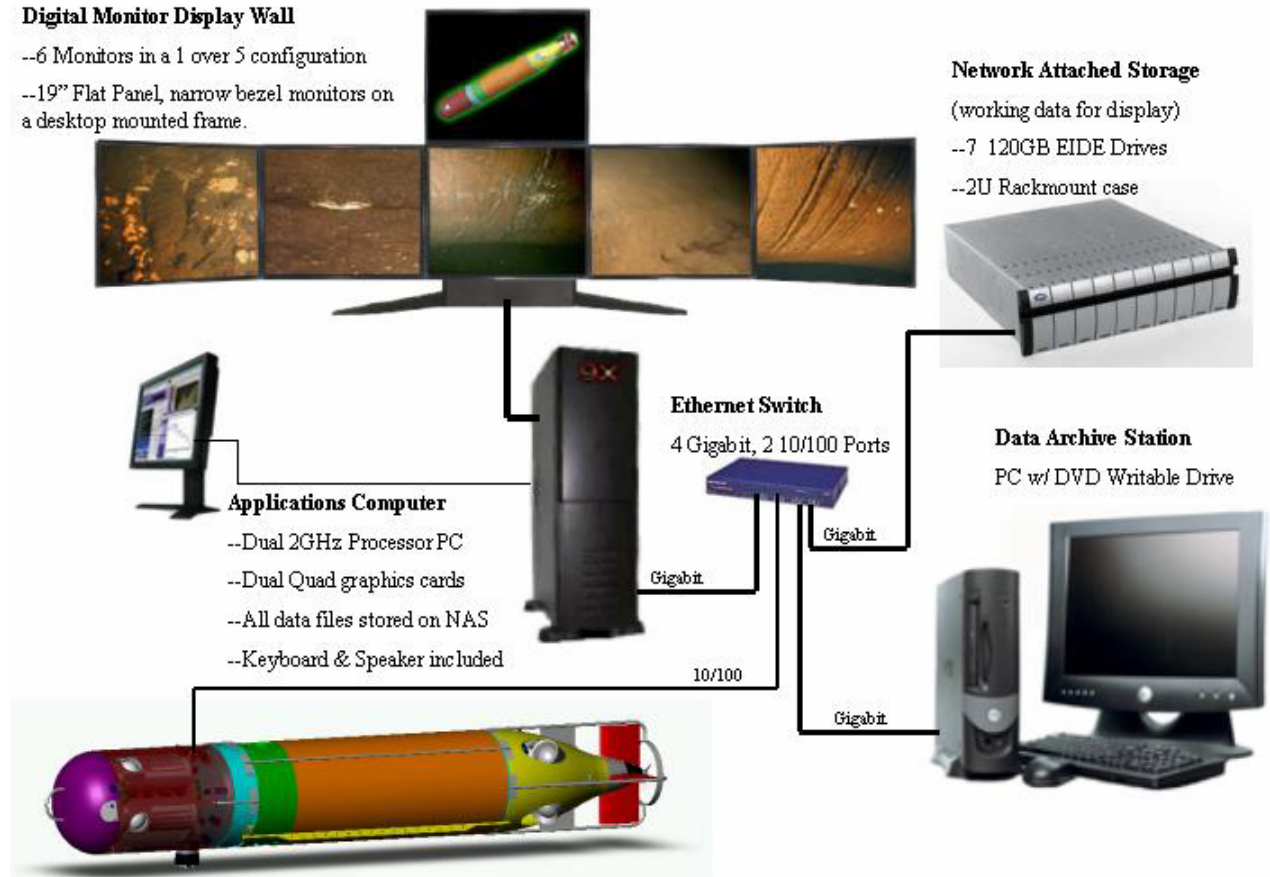 Digital Monitor Display Wall
--6 Monitors in a 1 over 5 configuration
--19” Flat Panel, narrow bezel monitors on
a desktop mounted frame.
Network Attached Storage
(working data for display)
--7 120GB EIDE Drives
--2U Rackmount case
9X
Ethernet Switch
4 Gigabit, 2 10/100 Ports
Data Archive Station
PC w/ DVD Writable Drive
Applications Computer
--Dual 2GHz Processor PC
--Dual Quad graphics cards
--All data files stored on NAS
--Keyboard & Speaker included
Gigabit
Gigabit
10/100
Gigabit